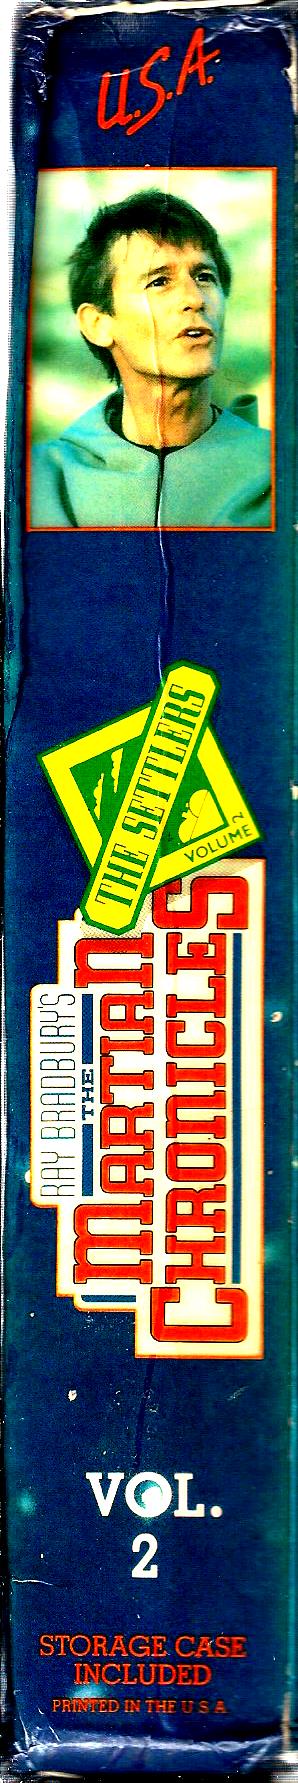 U.S.A.
THE SETTLERS
VOLUME 2
RAY BRADBURY'S
THE
MARTIAN
CHRONICLES
VOL.
2
STORAGE CASE
INCLUDED
PRINTED IN THE U S A